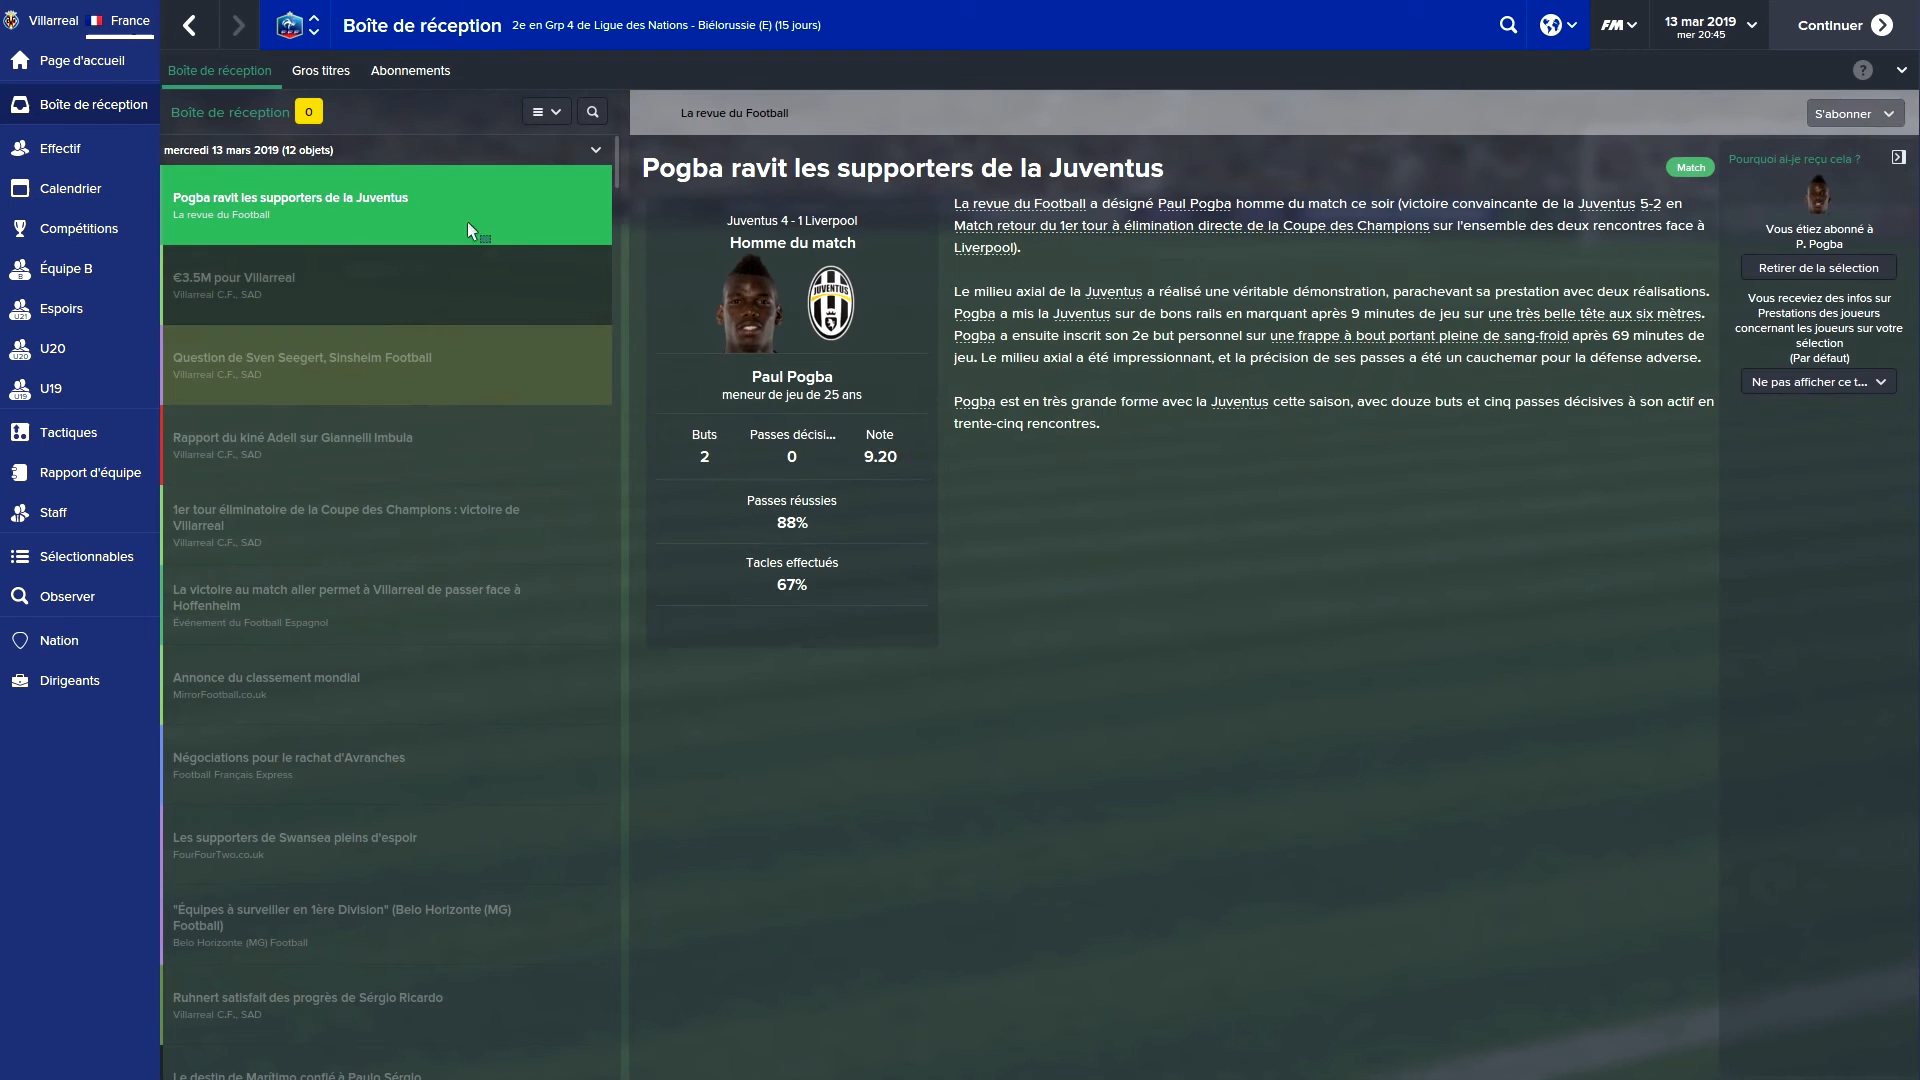 Villarreal France
Boîte de réception 2e en Grp 4 de Ligue des Nations - Biélorussie (E) (15 jours)
FM
13 mar 2019
mer 20:45
Continuer
Page d'accueil
Boîte de réception
Effectif
Calendrier
Compétitions
B
Équipe B
U21
Espoirs
U20
U20
U19
U19
Tactiques
Rapport d'équipe
Staff
Sélectionnables
Observer
Nation
Dirigeants
Boîte de réception Gros titres Abonnements
?
Boîte de réception 0
mercredi 13 mars 2019 (12 objets)
Pogba ravit les supporters de la Juventus
La revue du Football
€3.5M pour Villarreal
Villarreal C.F., SAD
Question de Sven Seegert, Sinsheim Football
Villarreal C.F., SAD
Rapport du kiné Adell sur Giannelli Imbula
Villarreal C.F., SAD
1er tour éliminatoire de la Coupe des Champions : victoire de
Villarreal
Villarreal C.F., SAD
La victoire au match aller permet à Villarreal de passer face à
Hoffenheim
Événement du Football Espagnol
Annonce du classement mondial
MirrorFootball.co.uk
Négociations pour le rachat d'Avranches
Football Français Express
Les supporters de Swansea pleins d'espoir
FourFourTwo.co.uk
"Équipes à surveiller en 1ère Division" (Belo Horizonte (MG)
Football)
Belo Horizonte (MG) Football
Ruhnert satisfait des progrès de Sérgio Ricardo
Villarreal C.F., SAD
Le destin de Marítimo confié à Paulo Sérgio
La revue du Football
S'abonner
Pogba ravit les supporters de la Juventus
Match
Juventus 4 - 1 Liverpool
Homme du match
JUVENTUS
Paul Pogba
meneur de jeu de 25 ans
Buts Passes décisi... Note
2 0 9.20
Passes réussies
88%
Tacles effectués
67%
La revue du Football a désigné Paul Pogba homme du match ce soir (victoire convaincante de la Juventus 5-2 en
Match retour du 1er tour à élimination directe de la Coupe des Champions sur l'ensemble des deux rencontres face à
Liverpool).
Le milieu axial de la Juventus a réalisé une véritable démonstration, parachevant sa prestation avec deux réalisations.
Pogba a mis la Juventus sur de bons rails en marquant après 9 minutes de jeu sur une très belle tête aux six mètres.
Pogba a ensuite inscrit son 2e but personnel sur une frappe à bout portant pleine de sang-froid après 69 minutes de
jeu. Le milieu axial a été impressionnant, et la précision de ses passes a été un cauchemar pour la défense adverse.
Pogba est en très grande forme avec la Juventus cette saison, avec douze buts et cinq passes décisives à son actif en
trente-cinq rencontres.
Pourquoi ai-je reçu cela ?
Vous étiez abonné à
P. Pogba
Retirer de la sélection
Vous receviez des infos sur
Prestations des joueurs
concernant les joueurs sur votre
sélection
(Par défaut)
Ne pas afficher ce t...